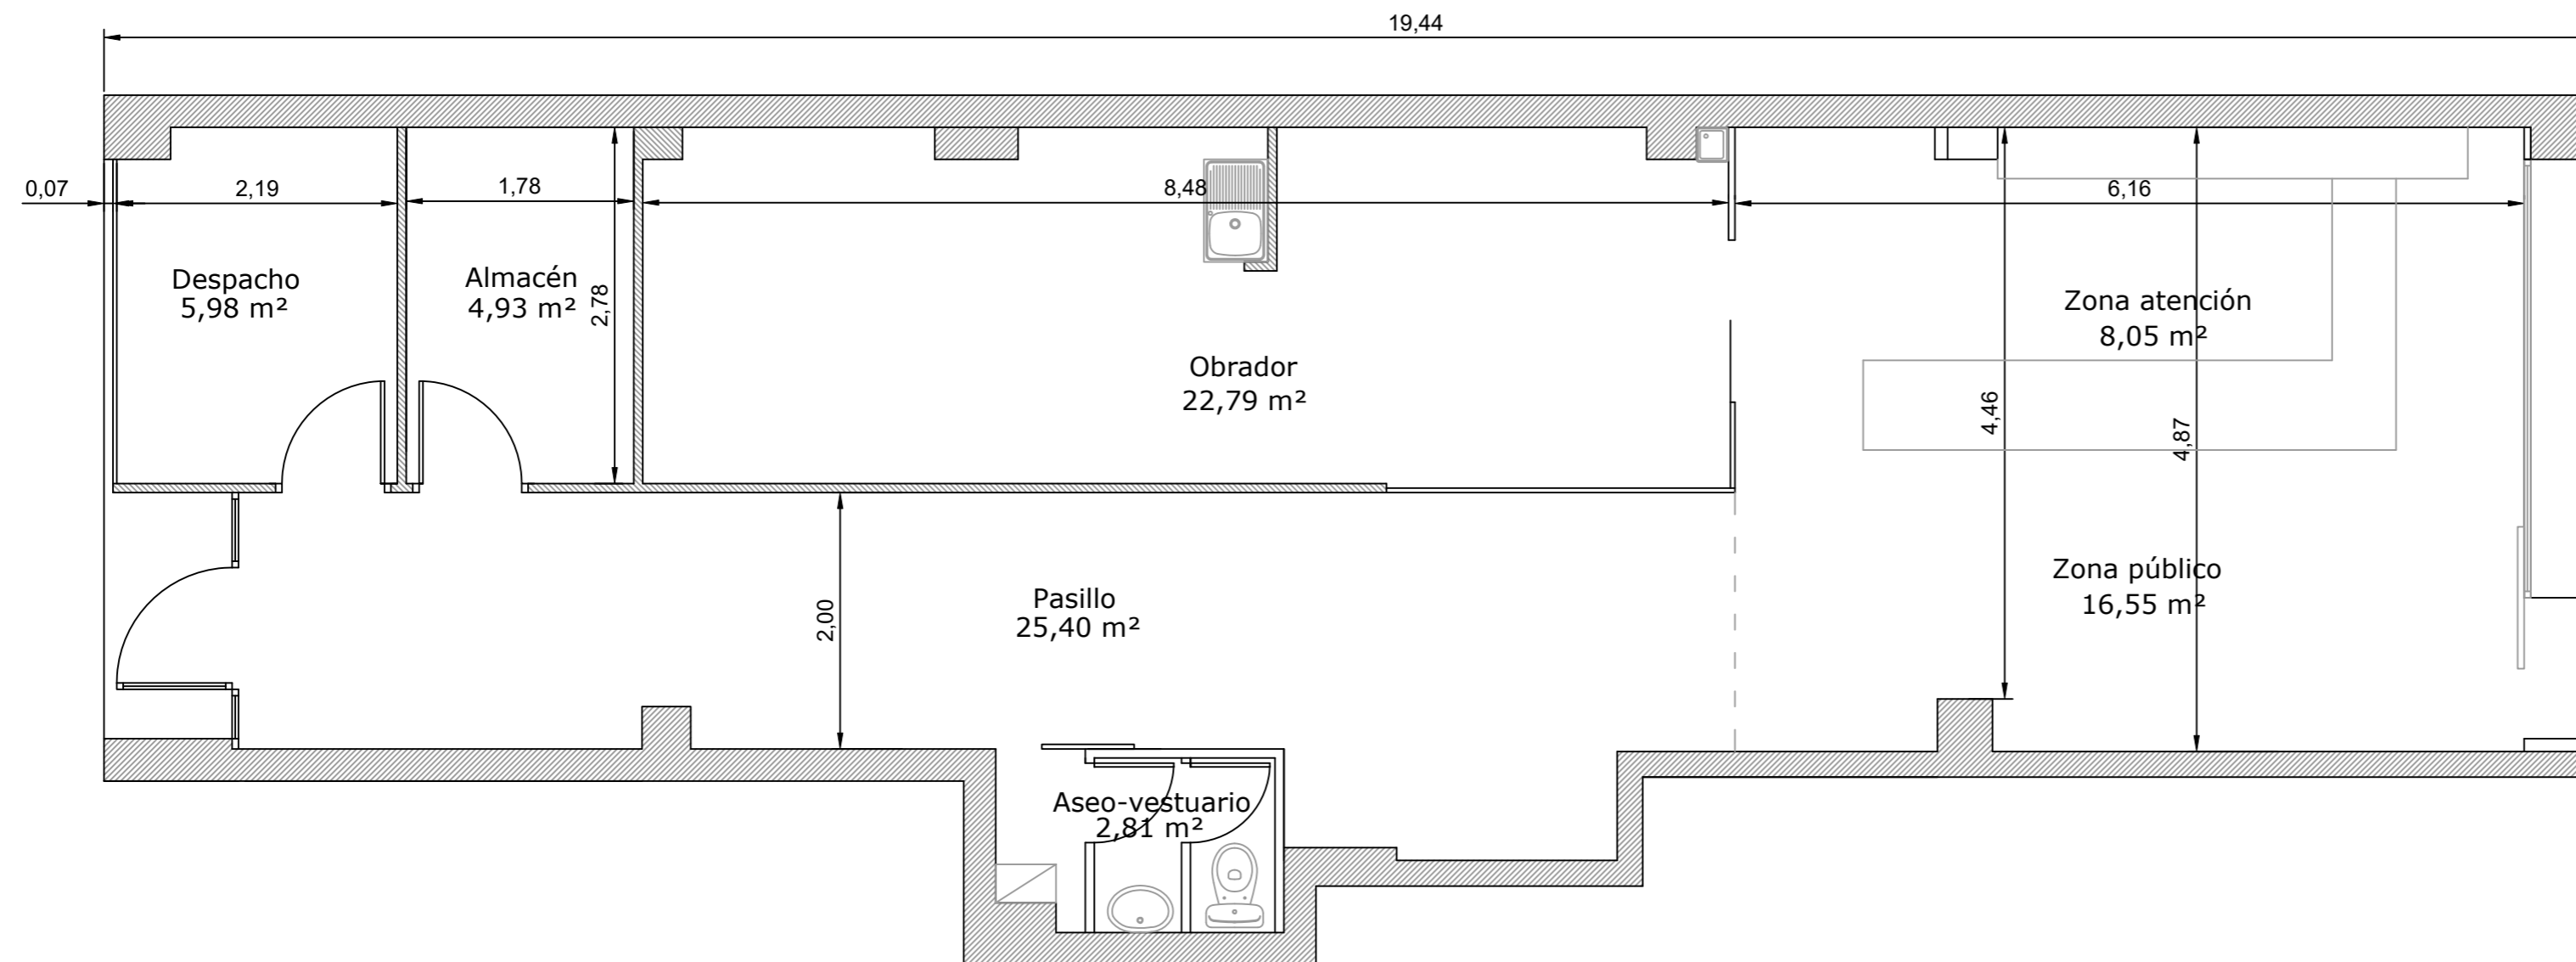 19,44
0,07
2,19
1,78
8,48
6,16
Despacho
5,98 m²
Almacén
4,93 m²
2,78
Obrador
22,79 m²
Zona atención
8,05 m²
4,46
4,87
Zona público
16,55 m²
2,00
Pasillo
25,40 m²
Aseo-vestuario
2,81 m²